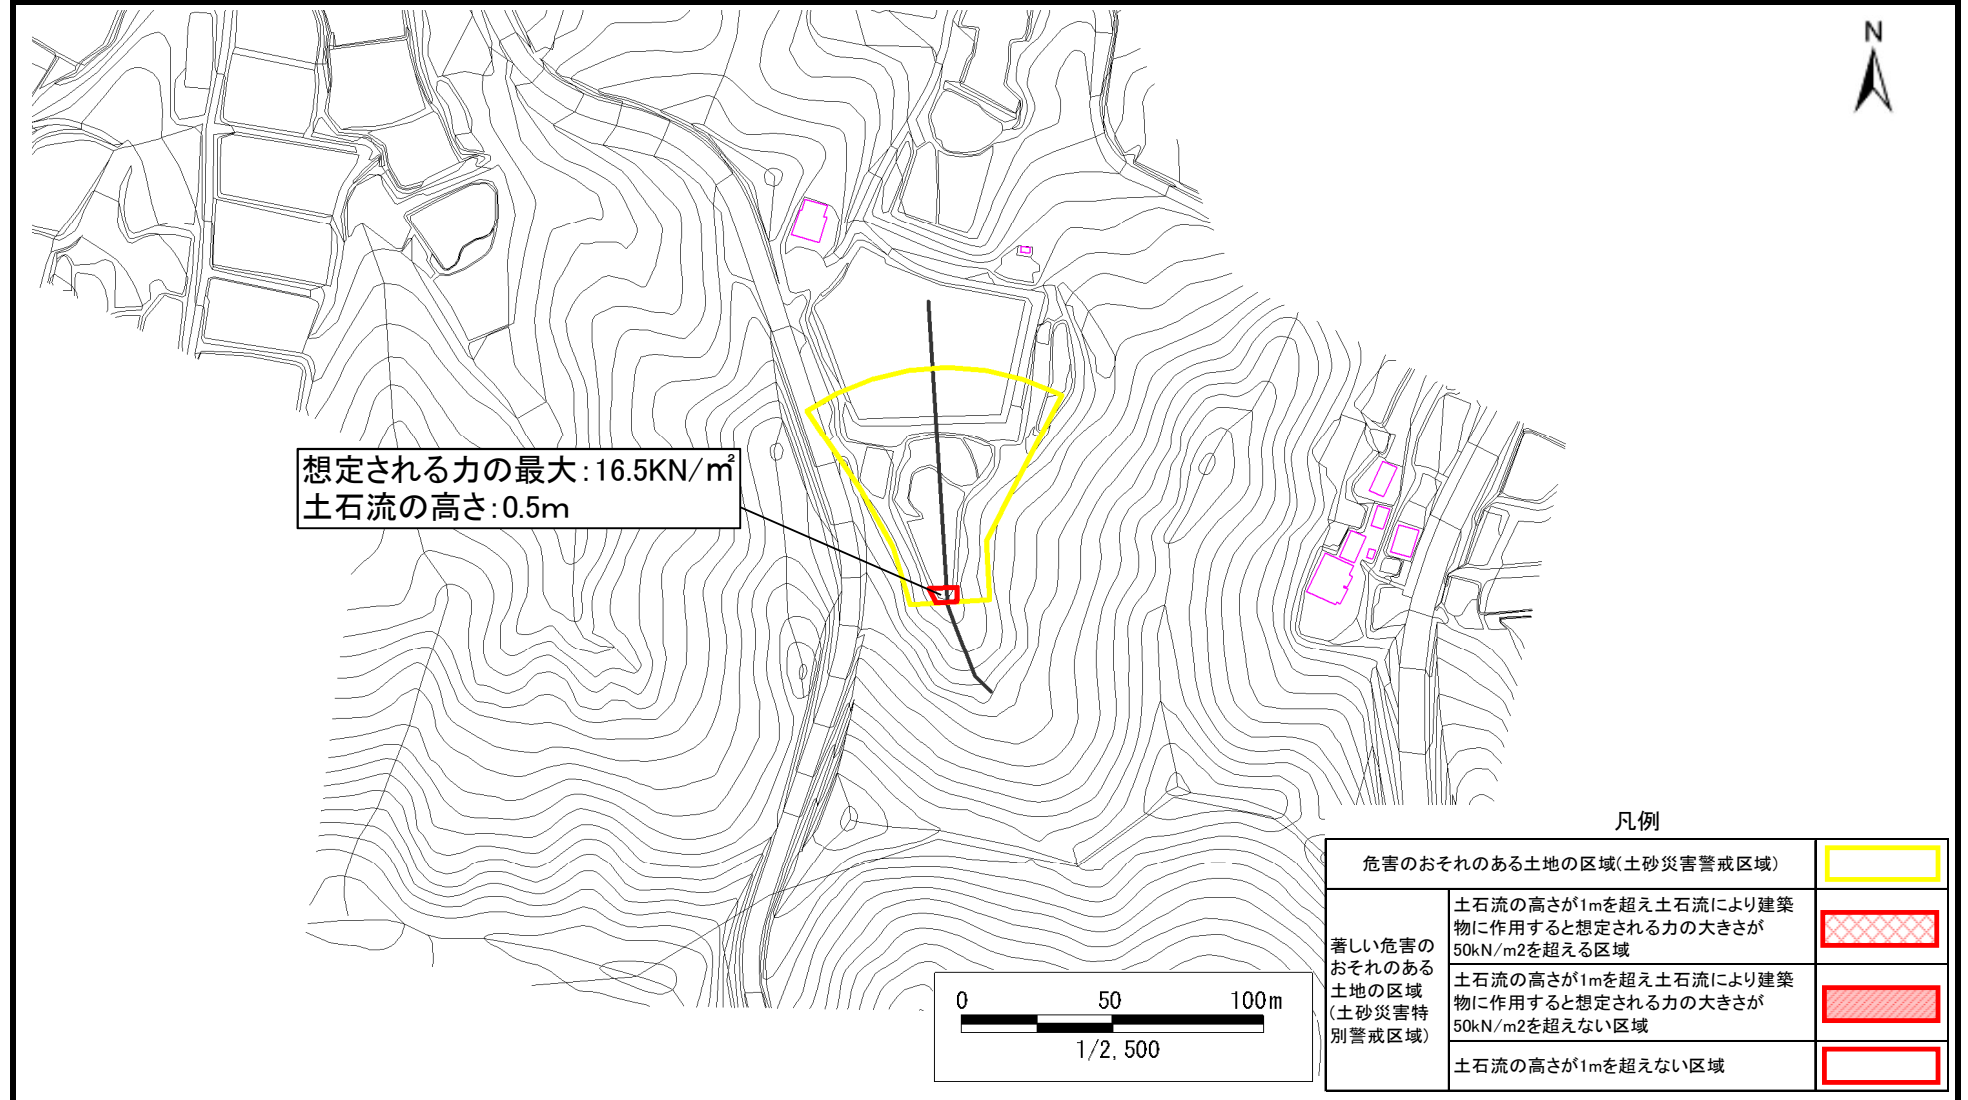 N
想定される力の最大：16.5KN/㎡
土石流の高さ：0.5m
凡例
危害のおそれのある土地の区域(土砂災害警戒区域)
著しい危害の
おそれのある
土地の区域
(土砂災害特
別警戒区域)
土石流の高さが1mを超え土石流により建築
物に作用すると想定される力の大きさが
50kN/m2を超える区域
土石流の高さが1mを超え土石流により建築
物に作用すると想定される力の大きさが
50kN/m2を超えない区域
土石流の高さが1mを超えない区域
0 50 100m
1/2,500